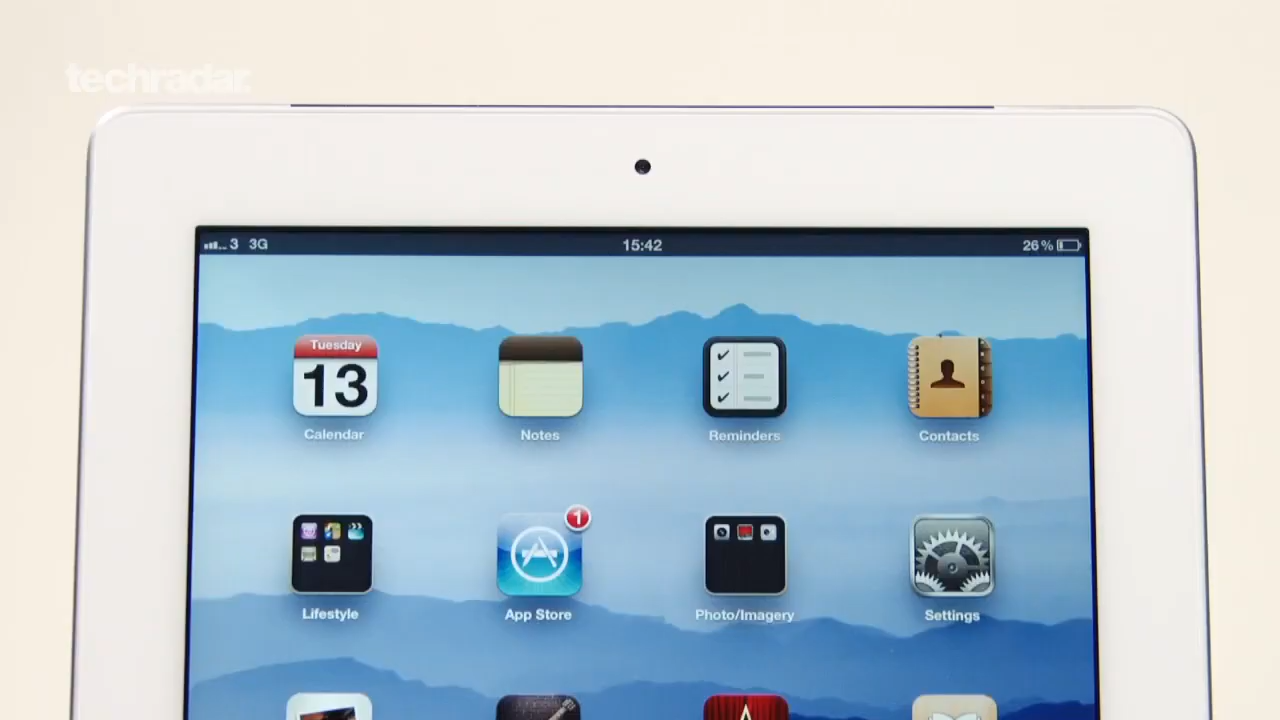 techradar.
3 3G 15:42 26%
Tuesday
13
Calendar Notes Reminders Contacts
1
Lifestyle App Store Photo/Imagery Settings